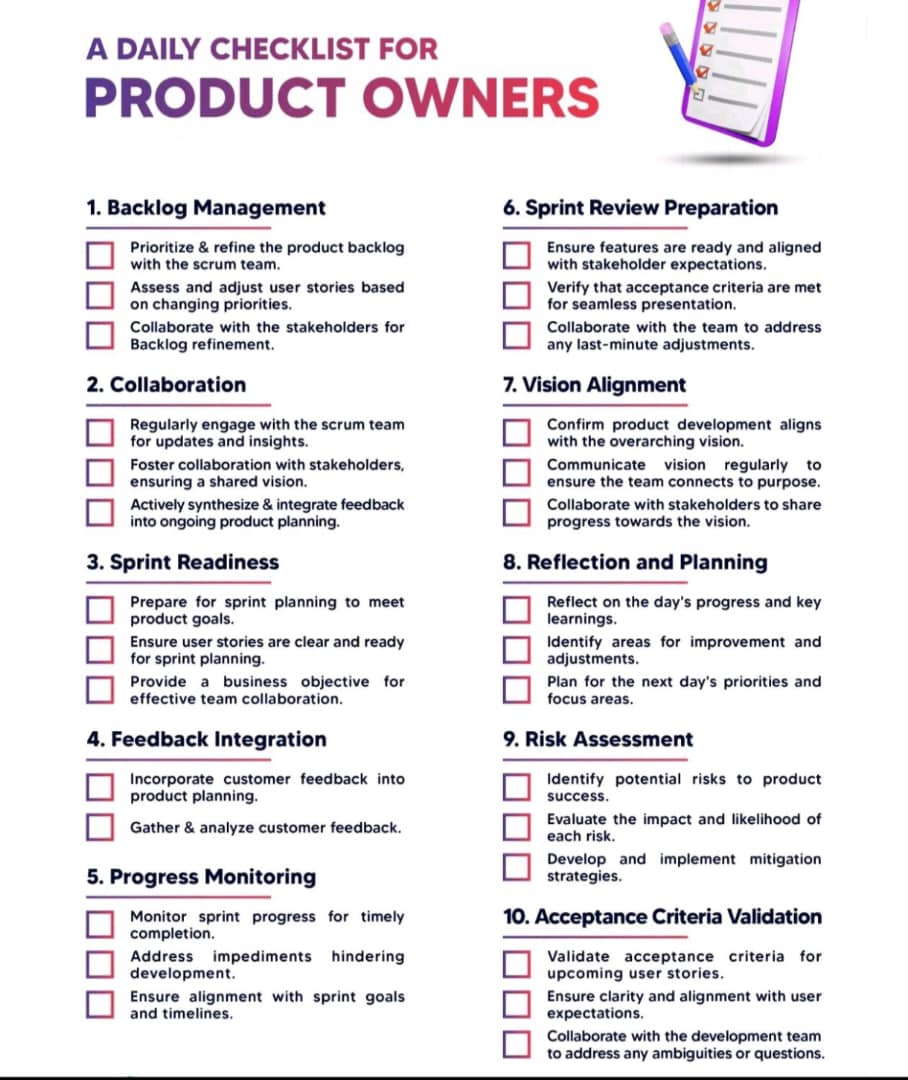 A DAILY CHECKLIST FOR
PRODUCT OWNERS
1. Backlog Management
Prioritize & refine the product backlog
with the scrum team.
Assess and adjust user stories based
on changing priorities.
Collaborate with the stakeholders for
Backlog refinement.
2. Collaboration
Regularly engage with the scrum team
for updates and insights.
Foster collaboration with stakeholders,
ensuring a shared vision.
Actively synthesize & integrate feedback
into ongoing product planning.
3. Sprint Readiness
Prepare for sprint planning to meet
product goals.
Ensure user stories are clear and ready
for sprint planning.
Provide a business objective for
effective team collaboration.
4. Feedback Integration
Incorporate customer feedback into
product planning.
Gather & analyze customer feedback.
5. Progress Monitoring
Monitor sprint progress for timely
completion.
Address impediments hindering
development.
Ensure alignment with sprint goals
and timelines.
6. Sprint Review Preparation
Ensure features are ready and aligned
with stakeholder expectations.
Verify that acceptance criteria are met
for seamless presentation.
Collaborate with the team to address
any last-minute adjustments.
7. Vision Alignment
Confirm product development aligns
with the overarching vision.
Communicate vision regularly to
ensure the team connects to purpose.
Collaborate with stakeholders to share
progress towards the vision.
8. Reflection and Planning
Reflect on the day's progress and key
learnings.
Identify areas for improvement and
adjustments.
Plan for the next day's priorities and
focus areas.
9. Risk Assessment
Identify potential risks to product
success.
Evaluate the impact and likelihood of
each risk.
Develop and implement mitigation
strategies.
10. Acceptance Criteria Validation
Validate acceptance criteria for
upcoming user stories.
Ensure clarity and alignment with user
expectations.
Collaborate with the development team
to address any ambiguities or questions.